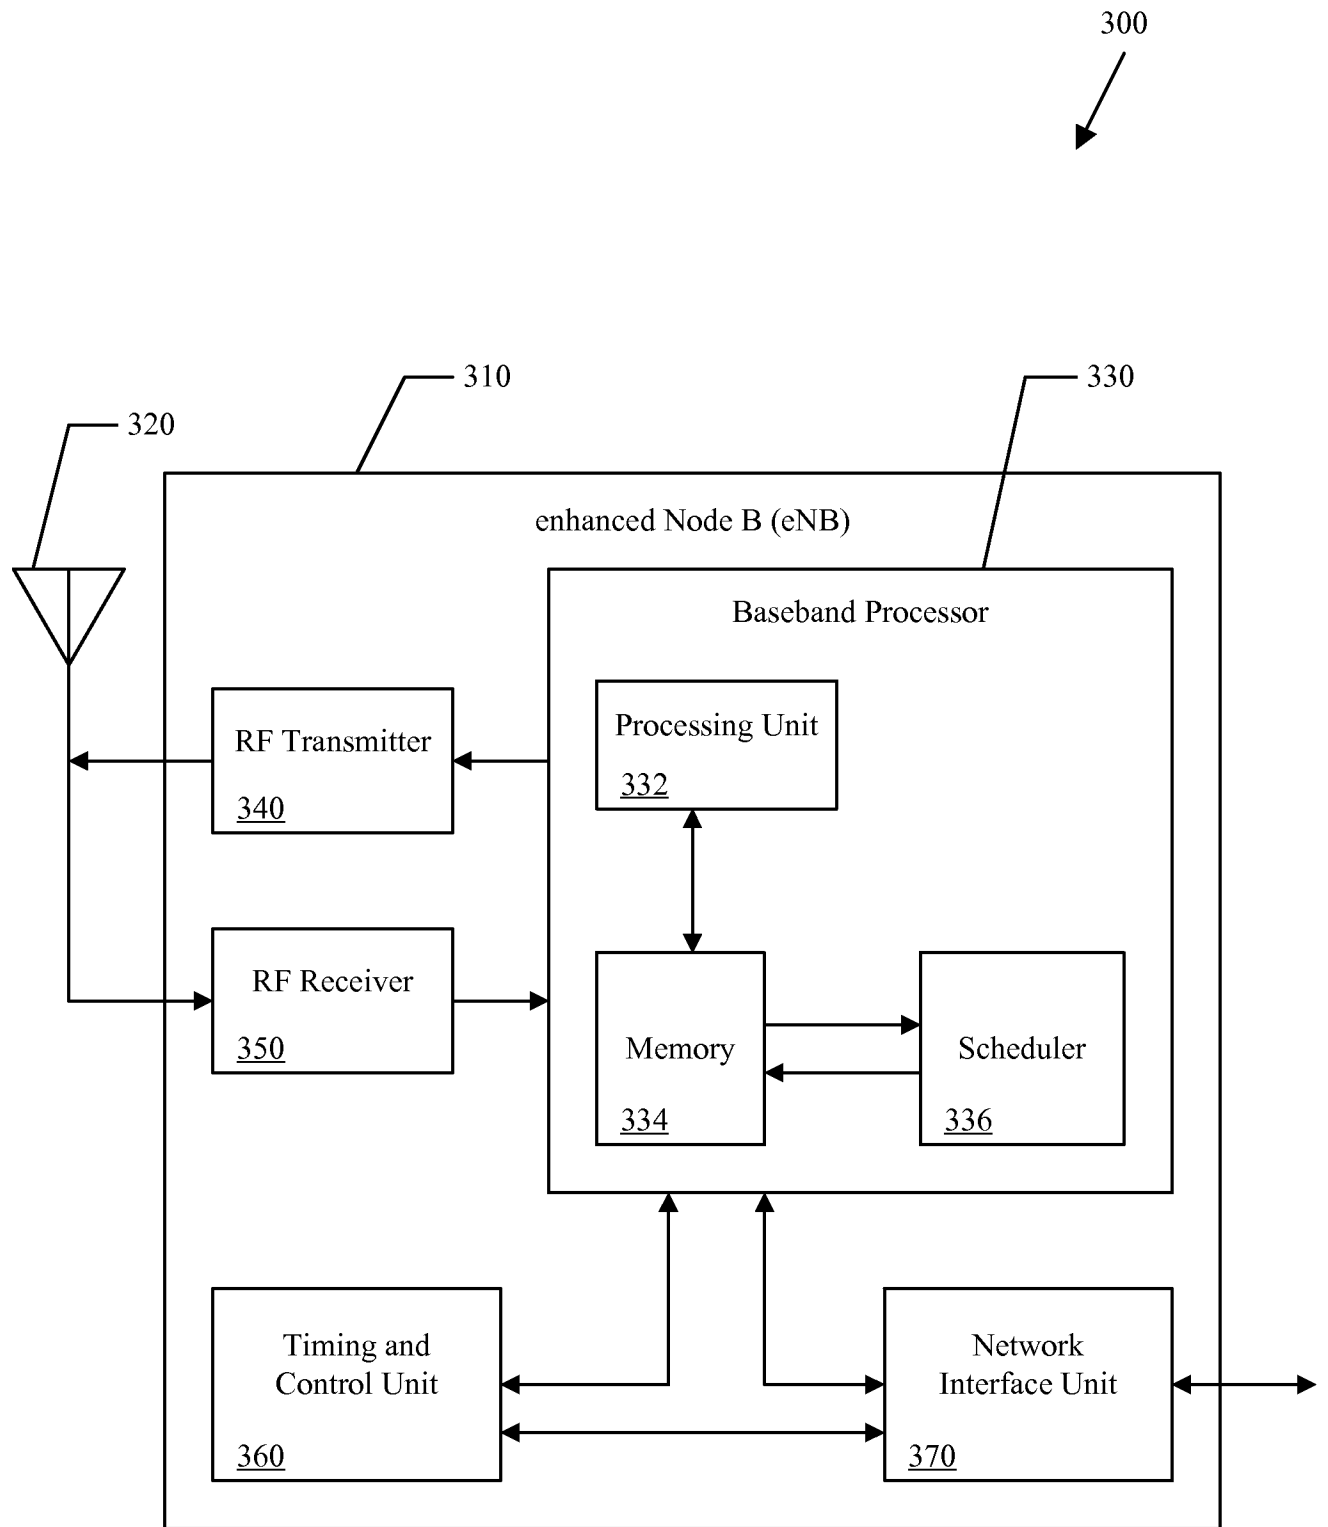 300
310
330
320
enhanced Node B (eNB)
Baseband Processor
Processing Unit
332
RF Transmitter
340
RF Receiver
350
Memory
334
Scheduler
336
Timing and
Control Unit
360
Network
Interface Unit
370